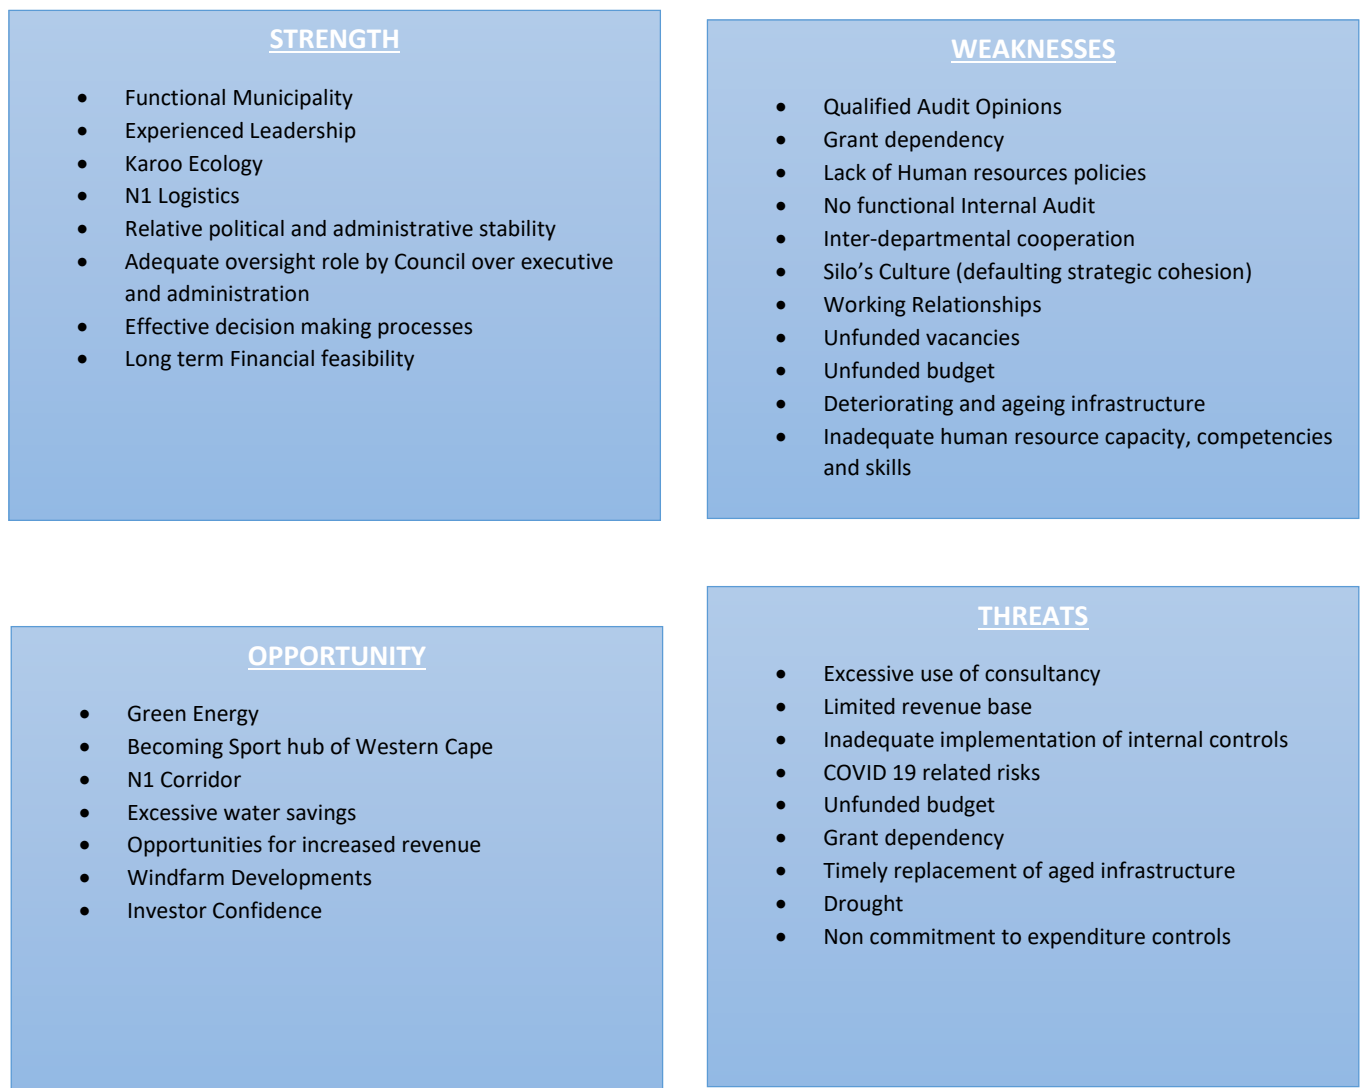 STRENGTH
• Functional Municipality
• Experienced Leadership
• Karoo Ecology
• N1 Logistics
• Relative political and administrative stability
• Adequate oversight role by Council over executive
and administration
• Effective decision making processes
• Long term Financial feasibility
WEAKNESSES
• Qualified Audit Opinions
• Grant dependency
• Lack of Human resources policies
• No functional Internal Audit
• Inter-departmental cooperation
• Silo’s Culture (defaulting strategic cohesion)
• Working Relationships
• Unfunded vacancies
• Unfunded budget
• Deteriorating and ageing infrastructure
• Inadequate human resource capacity, competencies
and skills
OPPORTUNITY
• Green Energy
• Becoming Sport hub of Western Cape
• N1 Corridor
• Excessive water savings
• Opportunities for increased revenue
• Windfarm Developments
• Investor Confidence
THREATS
• Excessive use of consultancy
• Limited revenue base
• Inadequate implementation of internal controls
• COVID 19 related risks
• Unfunded budget
• Grant dependency
• Timely replacement of aged infrastructure
• Drought
• Non commitment to expenditure controls